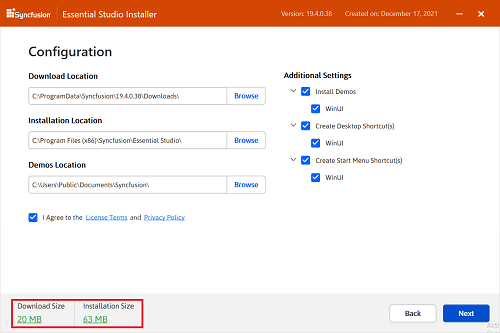 Syncfusion Essential Studio Installer Version: 19.4.0.38 Created on: December 17, 2021
Configuration
Download Location
C:\ProgramData\Syncfusion\19.4.0.38\Downloads\ Browse
Installation Location
C:\Program Files (x86)\Syncfusion\Essential Studio\ Browse
Demos Location
C:\Users\Public\Documents\Syncfusion\ Browse
I Agree to the License Terms and Privacy Policy
Additional Settings
Install Demos
WinUI
Create Desktop Shortcut(s)
WinUI
Create Start Menu Shortcut(s)
WinUI
Download Size Installation Size
20 MB 63 MB
Back Next